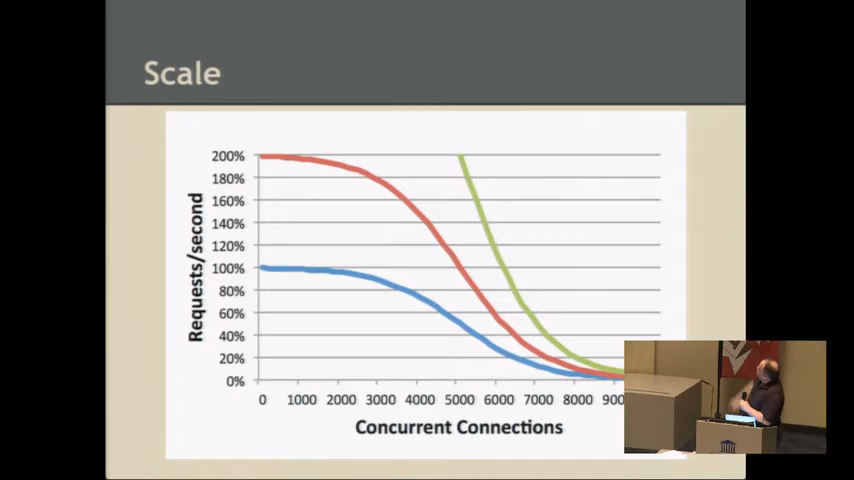 Scale
200%
180%
160%
140%
120%
100%
80%
60%
40%
20%
0%
Requests/second
0 1000 2000 3000 4000 5000 6000 7000 8000
Concurrent Connections